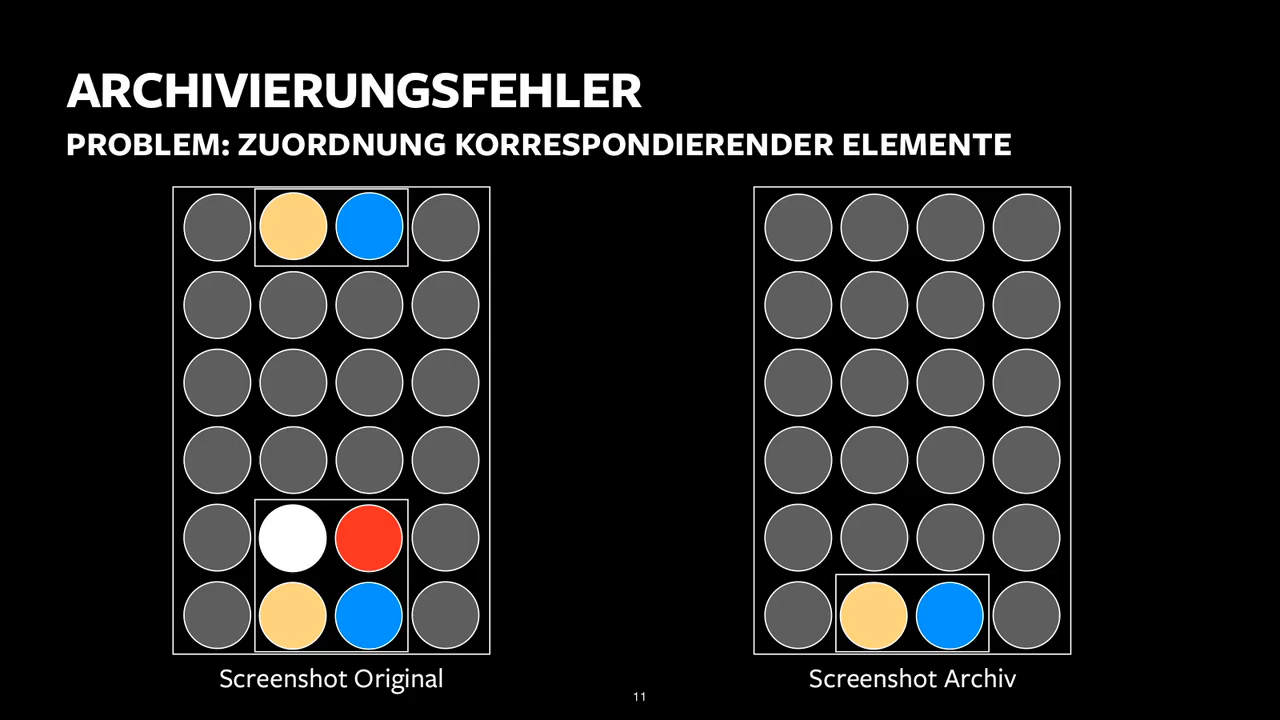 ARCHIVIERUNGSFEHLER
PROBLEM: ZUORDNUNG KORRESPONDIERENDER ELEMENTE
Screenshot Original
Screenshot Archiv
11